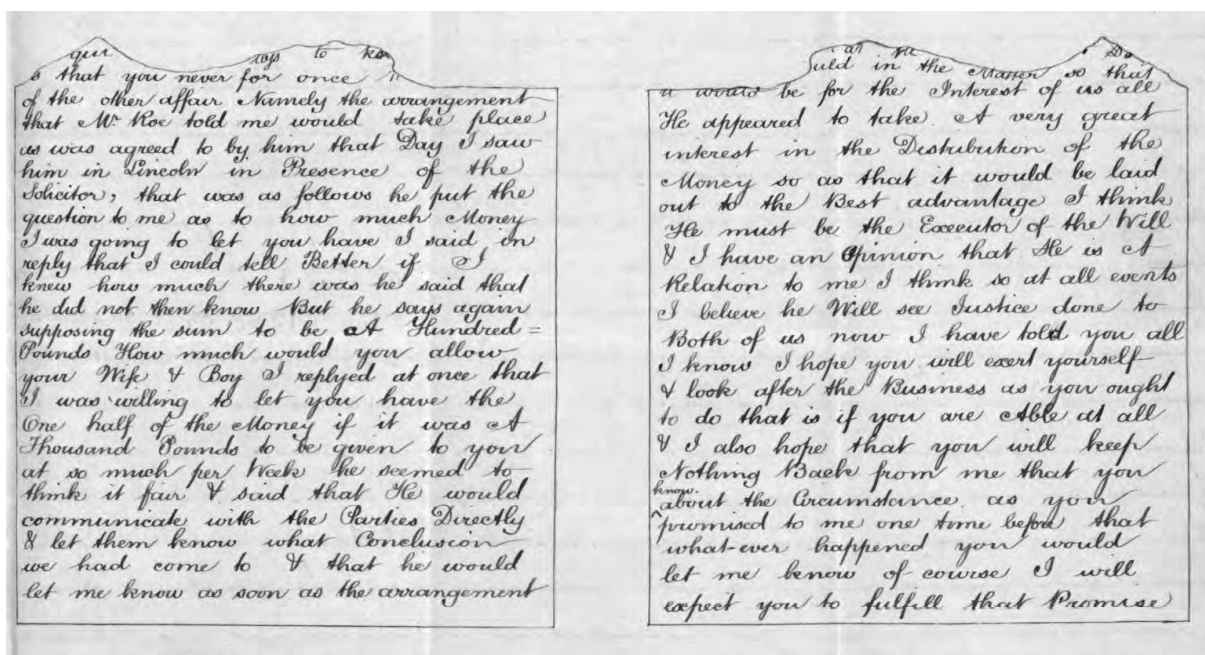 to
that you never for once
of the other affair Namely the arrangement
that Mr Roe told me would take place
as was agreed to by him that Day I saw
him in Lincoln in Presence of the
Solicitor, that was as follows he put the
question to me as to how much Money
I was going to let you have I said in
reply that I could tell Better if I
knew how much there was he said that
he did not then know But he says again
supposing the sum to be A Hundred =
Pounds How much would you allow
your Wife & Boy I replyed at once that
I was willing to let you have the
One half of the Money if it was A
Thousand Pounds to be given to you
at so much per Week he seemed to
think it fair & said that He would
communicate with the Parties Directly
& let them know what Conclusion
we had come to & that he would
let me know as soon as the arrangement
in the Matter so that
would be for the Interest of us all
He appeared to take A very great
interest in the Distribution of the
Money so as that it would be laid
out to the Best advantage I think
He must be the Executor of the Will
& I have an Opinion that He is A
Relation to me I think so at all events
I believe he Will see Justice done to
Both of us now I have told you all
I know I hope you will exert yourself
& look after the Business as you ought
to do that is if you are Able at all
& I also hope that you will keep
Nothing Back from me that you
know
about the Circumstance as you
promised to me one time before that
what-ever happened you would
let me know of course I will
expect you to fulfill that Promise